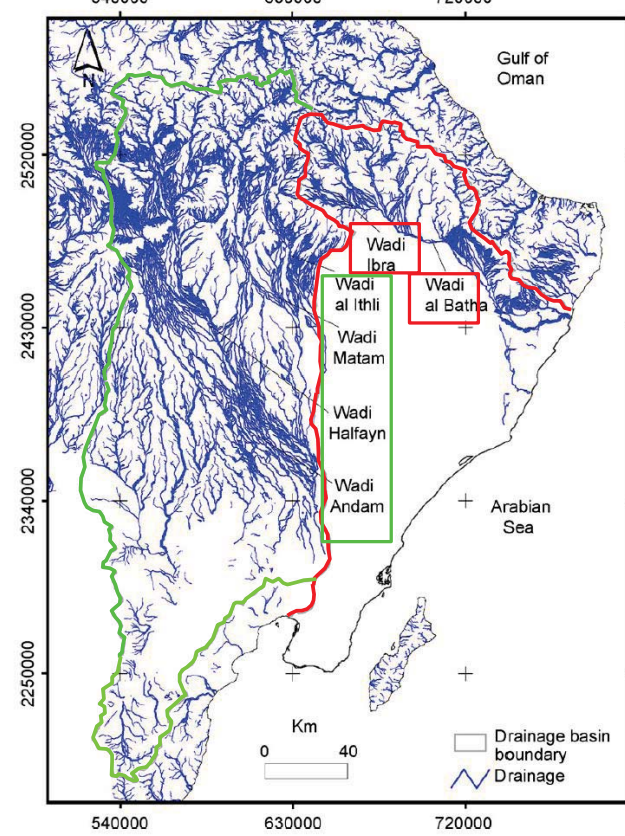 Gulf of
Oman
N
2520000
Wadi
Ibra
Wadi
al Ithli
Wadi
al Batha
2430000
Wadi
Matam
Wadi
Halfayn
Wadi
Andam
2340000
Arabian
Sea
2250000
Km
0 40
Drainage basin
boundary
Drainage
540000 630000 720000